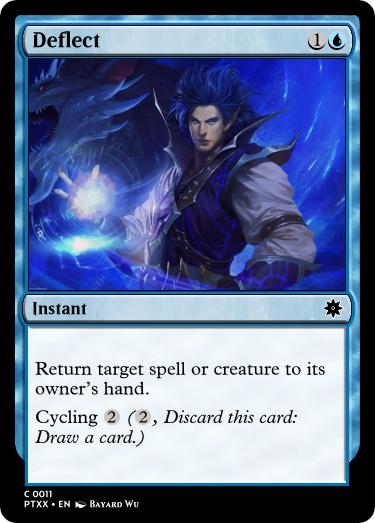 Deflect 1
Instant
Return target spell or creature to its
owner's hand.
Cycling 2 (2, Discard this card:
Draw a card.)
C 0011
PTXX • EN Bayard Wu